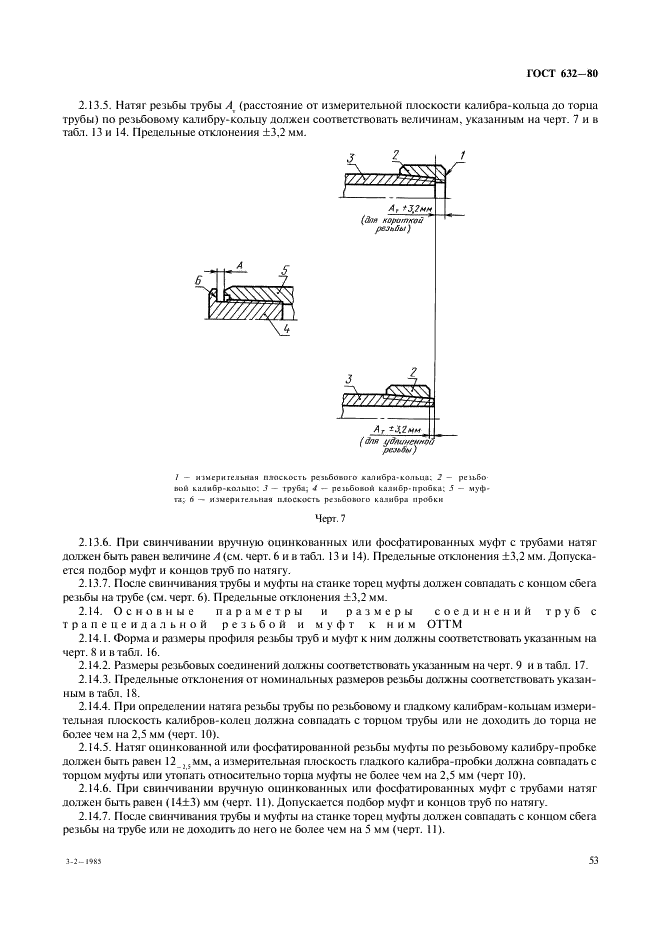 ГОСТ 632—80
2.13.5. Натяг резьбы трубы Ат (расстояние от измерительной плоскости калибра-кольца до торца
трубы) по резьбовому калибру-кольцу должен соответствовать величинам, указанным на черт. 7 и в
табл. 13 и 14. Предельные отклонения ±3,2 мм.
3 2 1
Ат ±3,2мм
(для короткой
резьбы)
A
6 5
4
3 2
Ат ±3,2мм
(для удлиненной
резьбы)
1 — измерительная плоскость резьбового калибра-кольца; 2 — резьбо-
вой калибр-кольцо; 3 — труба; 4 — резьбовой калибр-пробка; 5 — муф-
та; 6 — измерительная плоскость резьбового калибра пробки
Черт. 7
2.13.6. При свинчивании вручную оцинкованных или фосфатированных муфт с трубами натяг
должен быть равен величине А (см. черт. 6 и в табл. 13 и 14). Предельные отклонения ±3,2 мм. Допуска-
ется подбор муфт и концов труб по натягу.
2.13.7. После свинчивания трубы и муфты на станке торец муфты должен совпадать с концом сбега
резьбы на трубе (см. черт. 6). Предельные отклонения ±3,2 мм.
2.14. Основные параметры и размеры соединений труб с
трапецеидальной резьбой и муфт к ним ОТТМ
2.14.1. Форма и размеры профиля резьбы труб и муфт к ним должны соответствовать указанным на
черт. 8 и в табл. 16.
2.14.2. Размеры резьбовых соединений должны соответствовать указанным на черт. 9 и в табл. 17.
2.14.3. Предельные отклонения от номинальных размеров резьбы должны соответствовать указан-
ным в табл. 18.
2.14.4. При определении натяга резьбы трубы по резьбовому и гладкому калибрам-кольцам измери-
тельная плоскость калибров-колец должна совпадать с торцом трубы или не доходить до торца не
более чем на 2,5 мм (черт. 10).
2.14.5. Натяг оцинкованной или фосфатированной резьбы муфты по резьбовому калибру-пробке
должен быть равен 12−2,5 мм, а измерительная плоскость гладкого калибра-пробки должна совпадать с
торцом муфты или утопать относительно торца муфты не более чем на 2,5 мм (черт 10).
2.14.6. При свинчивании вручную оцинкованных или фосфатированных муфт с трубами натяг
должен быть равен (14±3) мм (черт. 11). Допускается подбор муфт и концов труб по натягу.
2.14.7. После свинчивания трубы и муфты на станке торец муфты должен совпадать с концом сбега
резьбы на трубе или не доходить до него не более чем на 5 мм (черт. 11).
3-2—1985 53